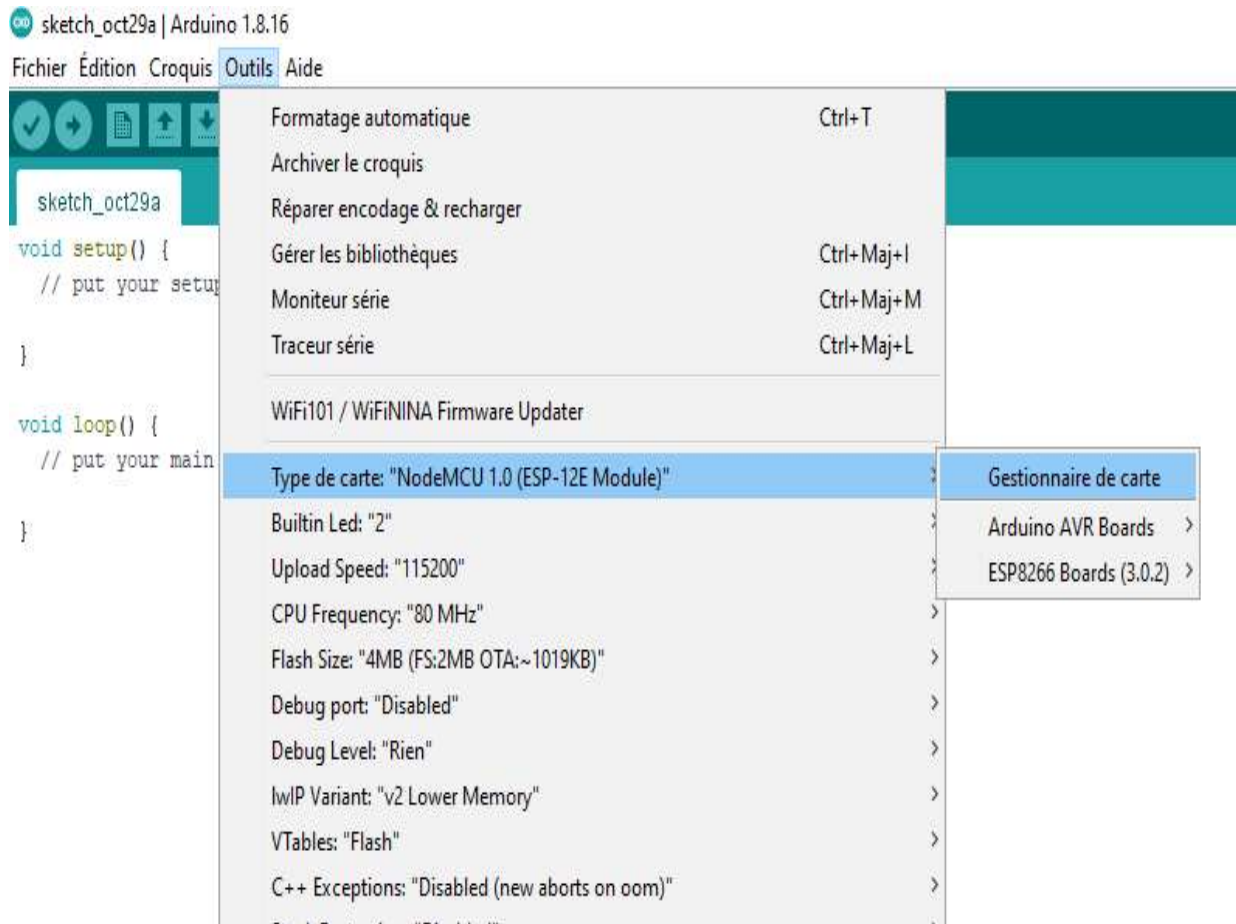 sketch_oct29a | Arduino 1.8.16
Fichier Édition Croquis Outils Aide
sketch_oct29a
void setup() {
// put your setup
}
void loop() {
// put your main
}
Formatage automatique Ctrl+T
Archiver le croquis
Réparer encodage & recharger
Gérer les bibliothèques Ctrl+Maj+I
Moniteur série Ctrl+Maj+M
Traceur série Ctrl+Maj+L
WiFi101 / WiFiNINA Firmware Updater
Type de carte: "NodeMCU 1.0 (ESP-12E Module)"
Builtin Led: "2"
Upload Speed: "115200"
CPU Frequency: "80 MHz"
Flash Size: "4MB (FS:2MB OTA:~1019KB)"
Debug port: "Disabled"
Debug Level: "Rien"
lwIP Variant: "v2 Lower Memory"
VTables: "Flash"
C++ Exceptions: "Disabled (new aborts on oom)"
Gestionnaire de carte
Arduino AVR Boards
ESP8266 Boards (3.0.2)